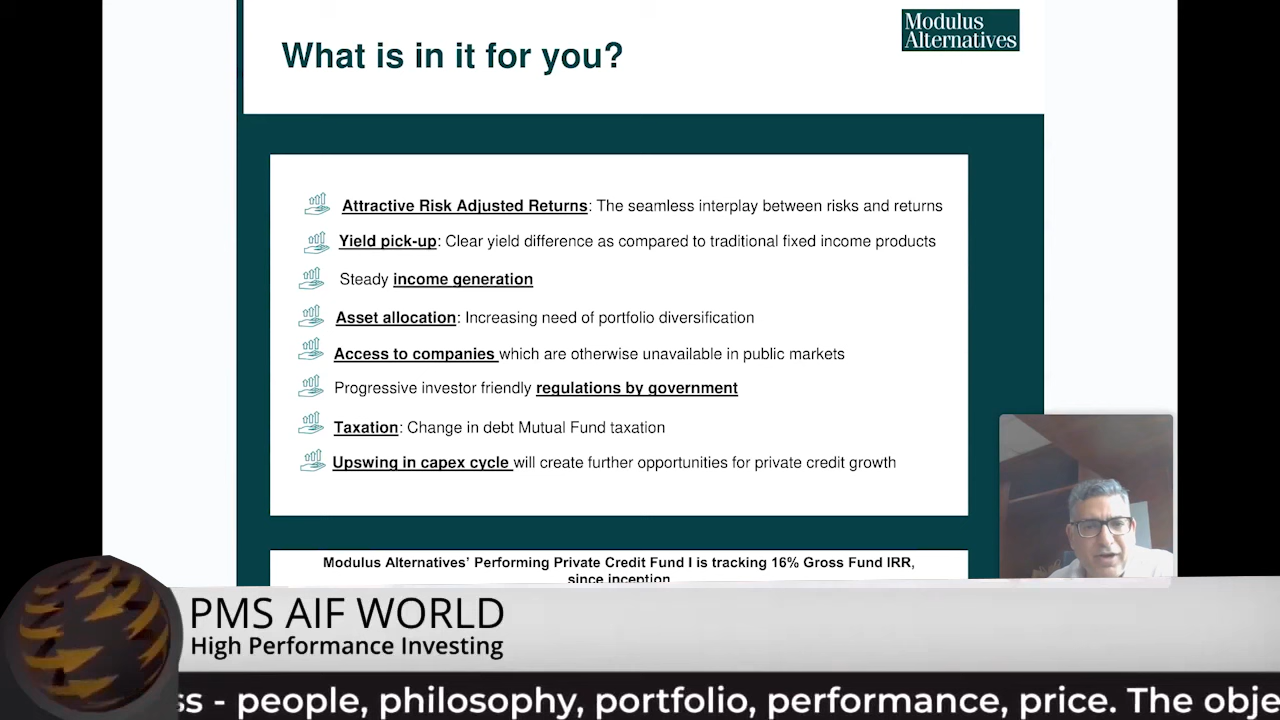 Modulus
Alternatives
What is in it for you?
Attractive Risk Adjusted Returns: The seamless interplay between risks and returns
Yield pick-up: Clear yield difference as compared to traditional fixed income products
Steady income generation
Asset allocation: Increasing need of portfolio diversification
Access to companies which are otherwise unavailable in public markets
Progressive investor friendly regulations by government
Taxation: Change in debt Mutual Fund taxation
Upswing in capex cycle will create further opportunities for private credit growth
Modulus Alternatives’ Performing Private Credit Fund I is tracking 16% Gross Fund IRR,
since inception
PMS AIF WORLD
High Performance Investing
ss - people, philosophy, portfolio, performance, price. The obje